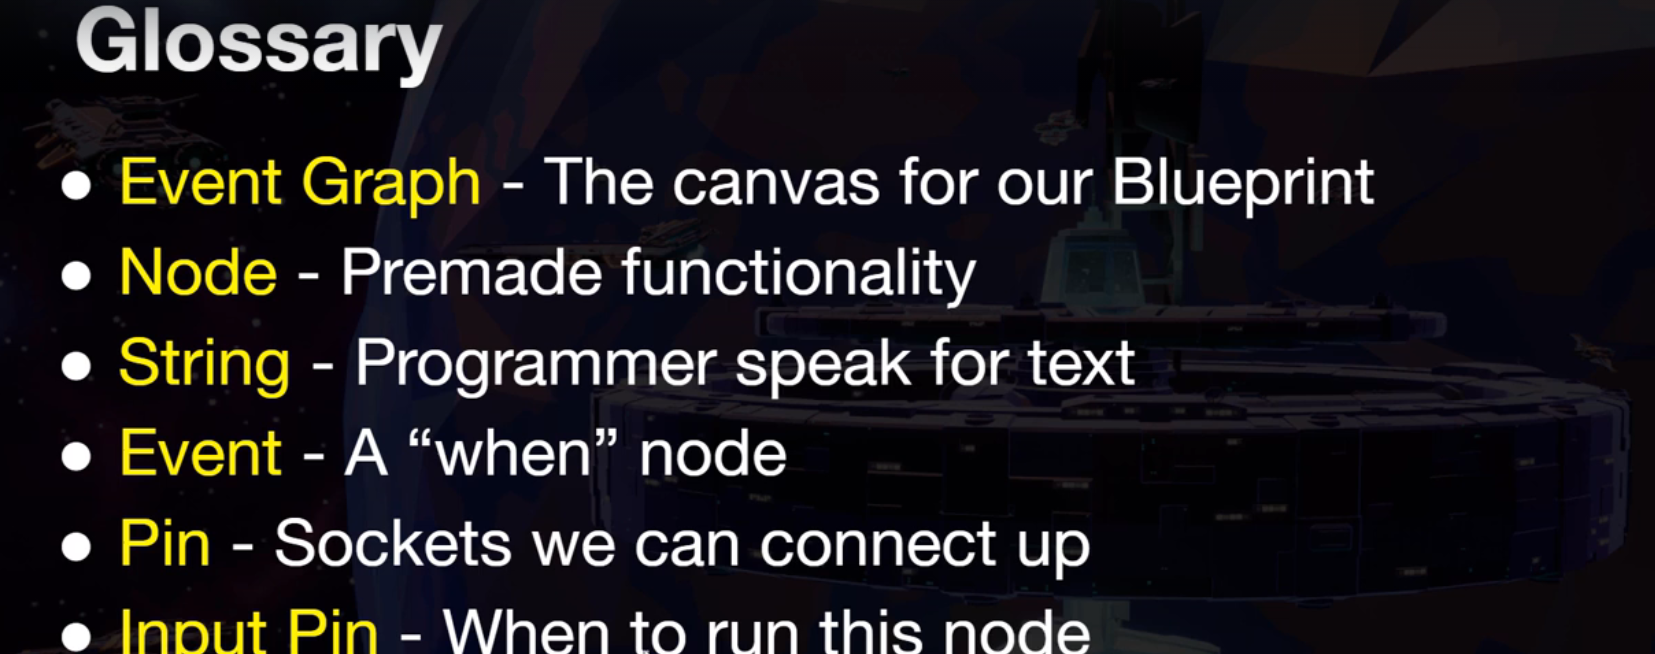 Glossary
● Event Graph - The canvas for our Blueprint
● Node - Premade functionality
● String - Programmer speak for text
● Event - A “when” node
● Pin - Sockets we can connect up
● Input Pin - When to run this node